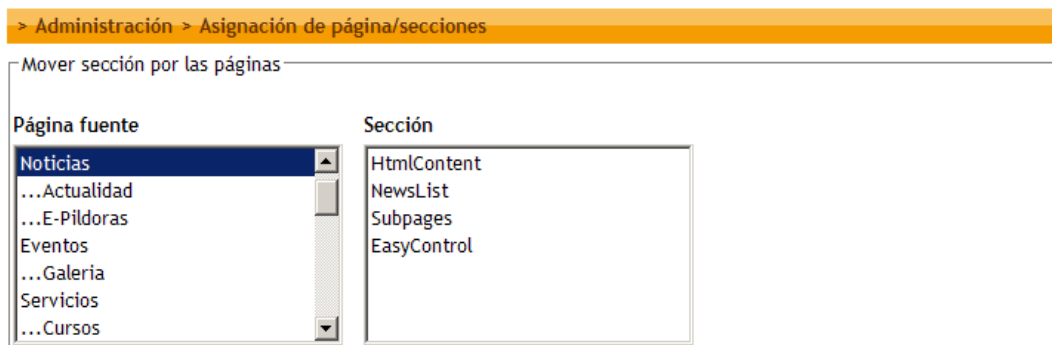 > Administración > Asignación de página/secciones
Mover sección por las páginas
Página fuente
Noticias
...Actualidad
...E-Pildoras
Eventos
...Galeria
Servicios
...Cursos
Sección
HtmlContent
NewsList
Subpages
EasyControl